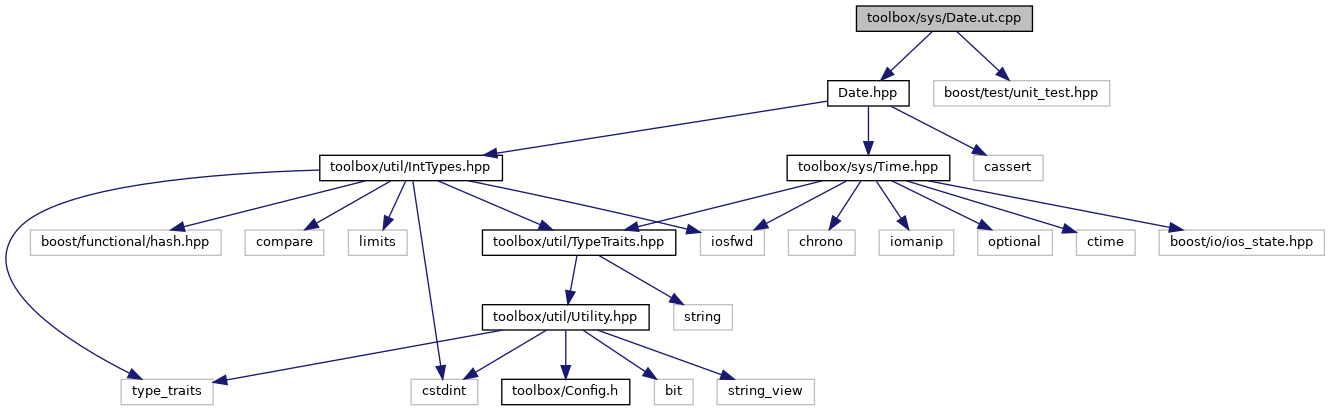 toolbox/sys/Date.ut.cpp
Date.hpp
boost/test/unit_test.hpp
toolbox/util/IntTypes.hpp
toolbox/sys/Time.hpp
cassert
boost/functional/hash.hpp
compare
limits
toolbox/util/TypeTraits.hpp
iosfwd
chrono
iomanip
optional
ctime
boost/io/ios_state.hpp
toolbox/util/Utility.hpp
string
type_traits
cstdint
toolbox/Config.h
bit
string_view